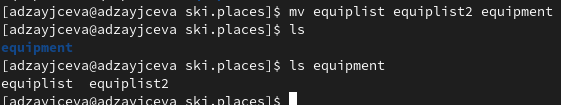 [adzayjceva@adzayjceva ski.places]$ mv equiplist equiplist2 equipment
[adzayjceva@adzayjceva ski.places]$ ls
equipment
[adzayjceva@adzayjceva ski.places]$ ls equipment
equiplist  equiplist2
[adzayjceva@adzayjceva ski.places]$